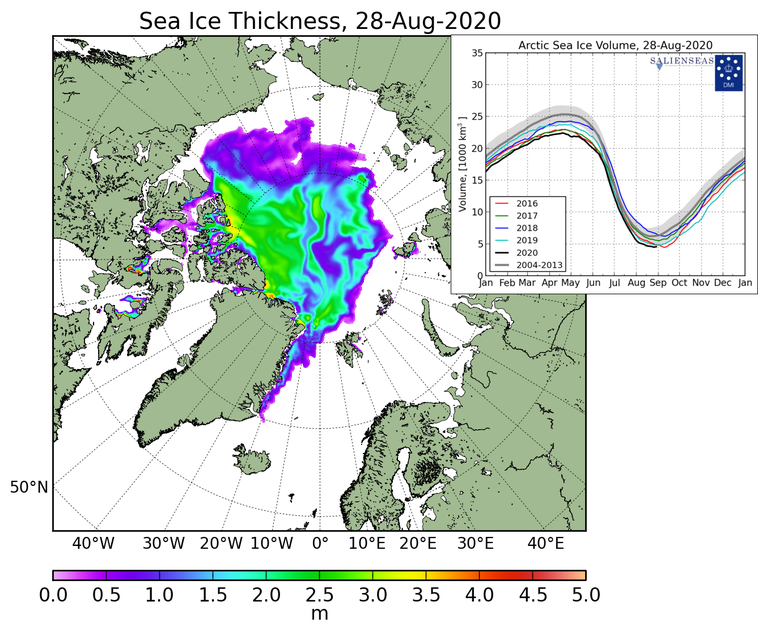 Sea Ice Thickness, 28-Aug-2020
Arctic Sea Ice Volume, 28-Aug-2020
SALIENSEAS
DMI
Volume, [1000 km³]
35
30
25
20
15
10
5
0
2016
2017
2018
2019
2020
2004-2013
Jan Feb Mar Apr May Jun Jul Aug Sep Oct Nov Dec Jan
50°N
40°W 30°W 20°W 10°W 0° 10°E 20°E 30°E 40°E
0.0 0.5 1.0 1.5 2.0 2.5 3.0 3.5 4.0 4.5 5.0
m